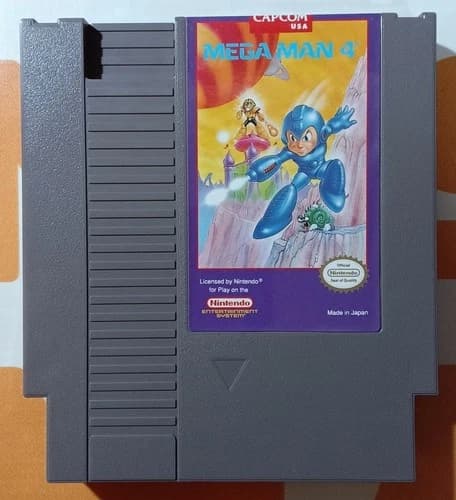 CAPCOM
USA
MEGA MAN 4
Licensed by Nintendo®
for Play on the
Nintendo
ENTERTAINMENT
SYSTEM®
Official
Nintendo
Seal of Quality
Made in Japan